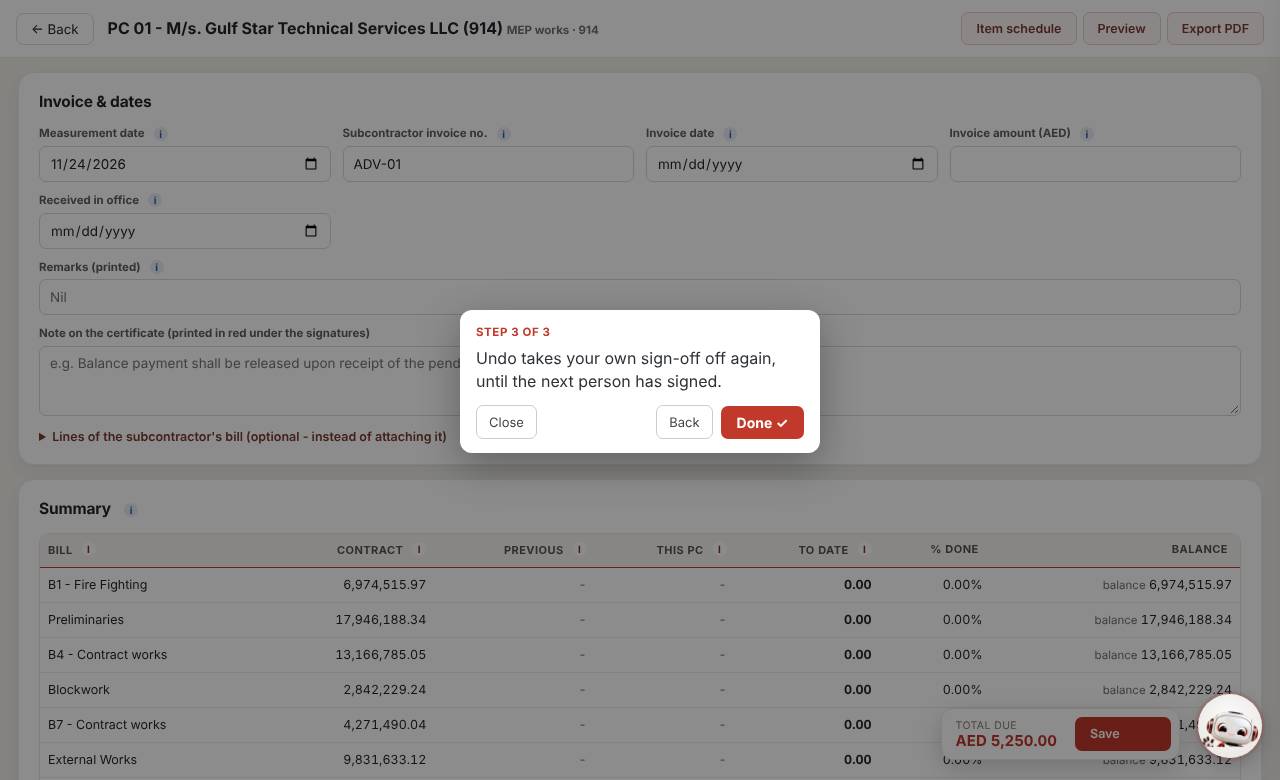 ← Back PC 01 - M/s. Gulf Star Technical Services LLC (914) MEP works · 914 Item schedule Preview Export PDF
Invoice & dates
Measurement date i Subcontractor invoice no. i Invoice date i Invoice amount (AED) i
11/24/2026 ADV-01 mm/dd/yyyy
Received in office i
mm/dd/yyyy
Remarks (printed) i
Nil
Note on the certificate (printed in red under the signatures)
e.g. Balance payment shall be released upon receipt of the pend
Lines of the subcontractor's bill (optional - instead of attaching it)
STEP 3 OF 3
Undo takes your own sign-off off again,
until the next person has signed.
Close Back Done ✓
Summary i
BILL I CONTRACT I PREVIOUS I THIS PC I TO DATE I % DONE BALANCE
B1 - Fire Fighting 6,974,515.97 - - 0.00 0.00% balance 6,974,515.97
Preliminaries 17,946,188.34 - - 0.00 0.00% balance 17,946,188.34
B4 - Contract works 13,166,785.05 - - 0.00 0.00% balance 13,166,785.05
Blockwork 2,842,229.24 - - 0.00 0.00% balance 2,842,229.24
B7 - Contract works 4,271,490.04 - - 0.00
External Works 9,831,633.12 - - 0.00 0.00% balance 9,831,633.12
TOTAL DUE
AED 5,250.00 Save